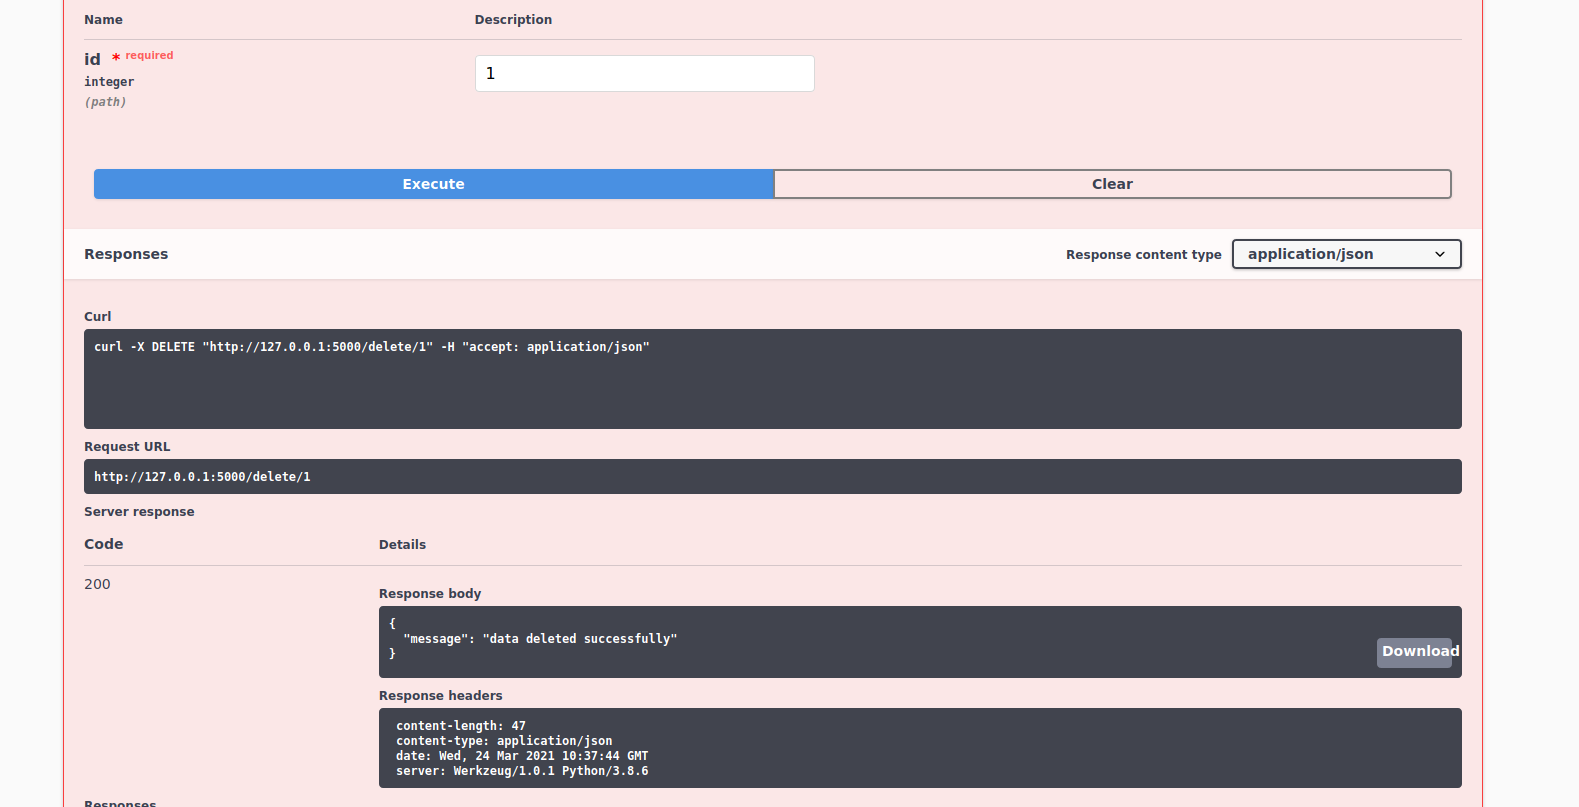 Name Description
id * required
integer
(path)
1
Execute Clear
Responses Response content type application/json
Curl
curl -X DELETE "http://127.0.0.1:5000/delete/1" -H "accept: application/json"
Request URL
http://127.0.0.1:5000/delete/1
Server response
Code Details
200
Response body
{
"message": "data deleted successfully"
}
Download
Response headers
content-length: 47
content-type: application/json
date: Wed, 24 Mar 2021 10:37:44 GMT
server: Werkzeug/1.0.1 Python/3.8.6
Responses